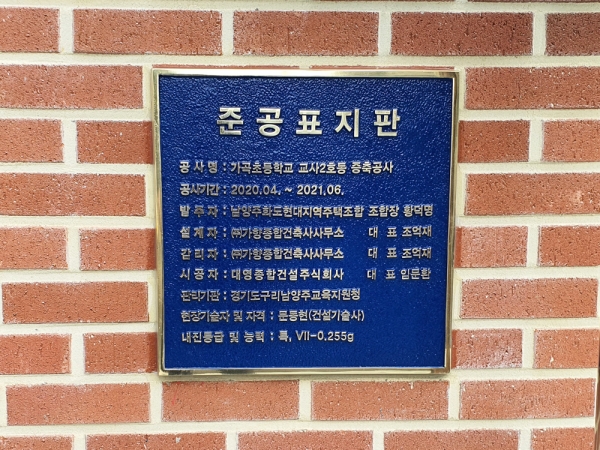 준공표지판
공 사 명 : 가곡초등학교 교사2호동 증축공사
공사기간 : 2020.04. ~ 2021.06.
발 주 자 : 남양주화도현대지역주택조합 조합장 황덕명
설 계 자 : ㈜가향종합건축사사무소 대 표 조억재
감 리 자 : ㈜가향종합건축사사무소 대 표 조억재
시 공 자 : 대영종합건설주식회사 대 표 임문환
관리기관 : 경기도구리남양주교육지원청
현장기술자 및 자격 : 문동현(건설기술사)
내진등급 및 능력 : 특, VII-0.255g